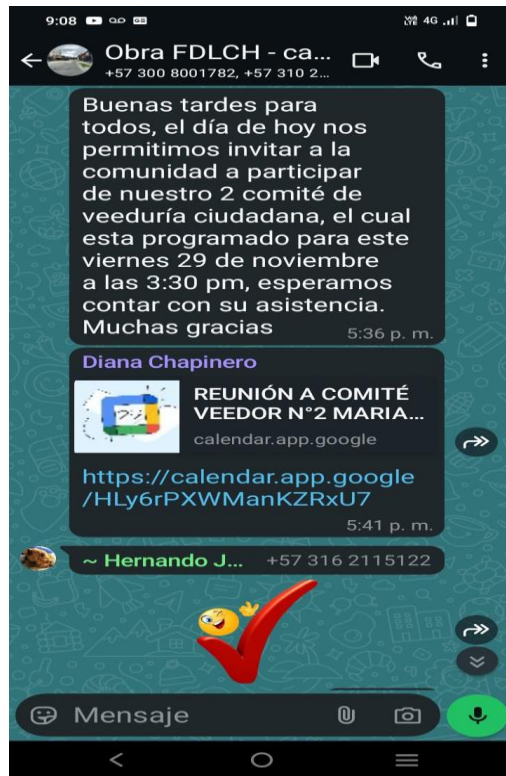 9:08
4G
Obra FDLCH - ca...
+57 300 8001782, +57 310 2...
Buenas tardes para
todos, el día de hoy nos
permitimos invitar a la
comunidad a participar
de nuestro 2 comité de
veeduría ciudadana, el cual
esta programado para este
viernes 29 de noviembre
a las 3:30 pm, esperamos
contar con su asistencia.
Muchas gracias
5:36 p. m.
Diana Chapinero
REUNIÓN A COMITÉ
VEEDOR N°2 MARIA...
calendar.app.google
https://calendar.app.google
/HLy6rPXWManKZRxU7
5:41 p. m.
~ Hernando J... +57 316 2115122
Mensaje